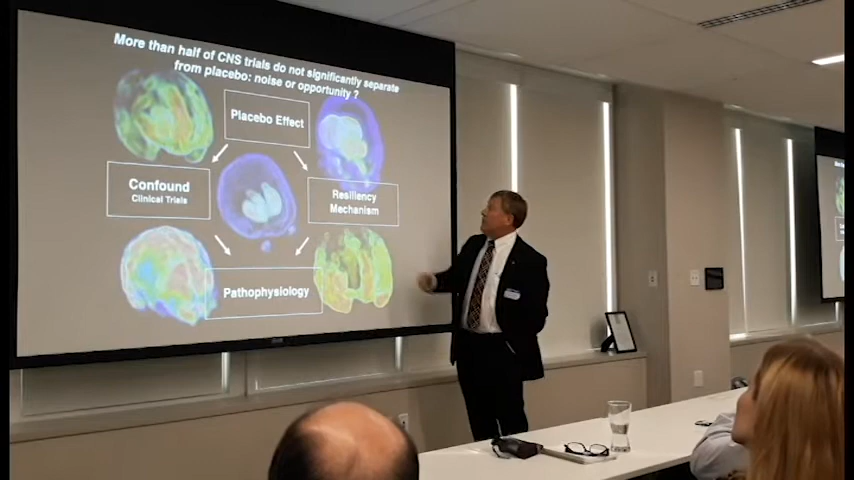 More than half of CNS trials do not significantly separate
from placebo: noise or opportunity ?
Placebo Effect
Confound
Clinical Trials
Resiliency
Mechanism
Pathophysiology